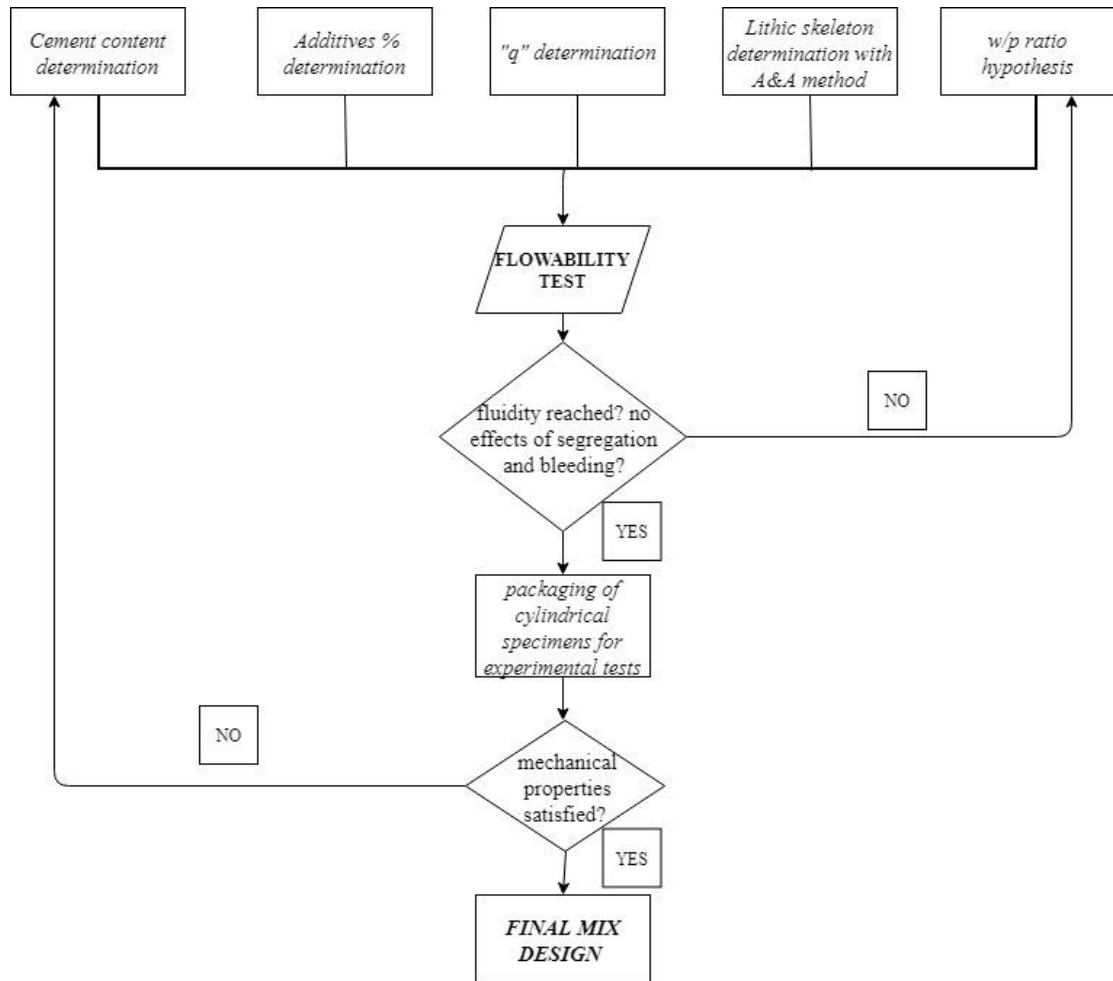 Cement content
determination
Additives %
determination
"q" determination
Lithic skeleton
determination with
A&A method
w/p ratio
hypothesis
FLOWABILITY
TEST
fluidity reached? no
effects of segregation
and bleeding?
NO
YES
packaging of
cylindrical
specimens for
experimental tests
NO
mechanical
properties
satisfied?
YES
FINAL MIX
DESIGN